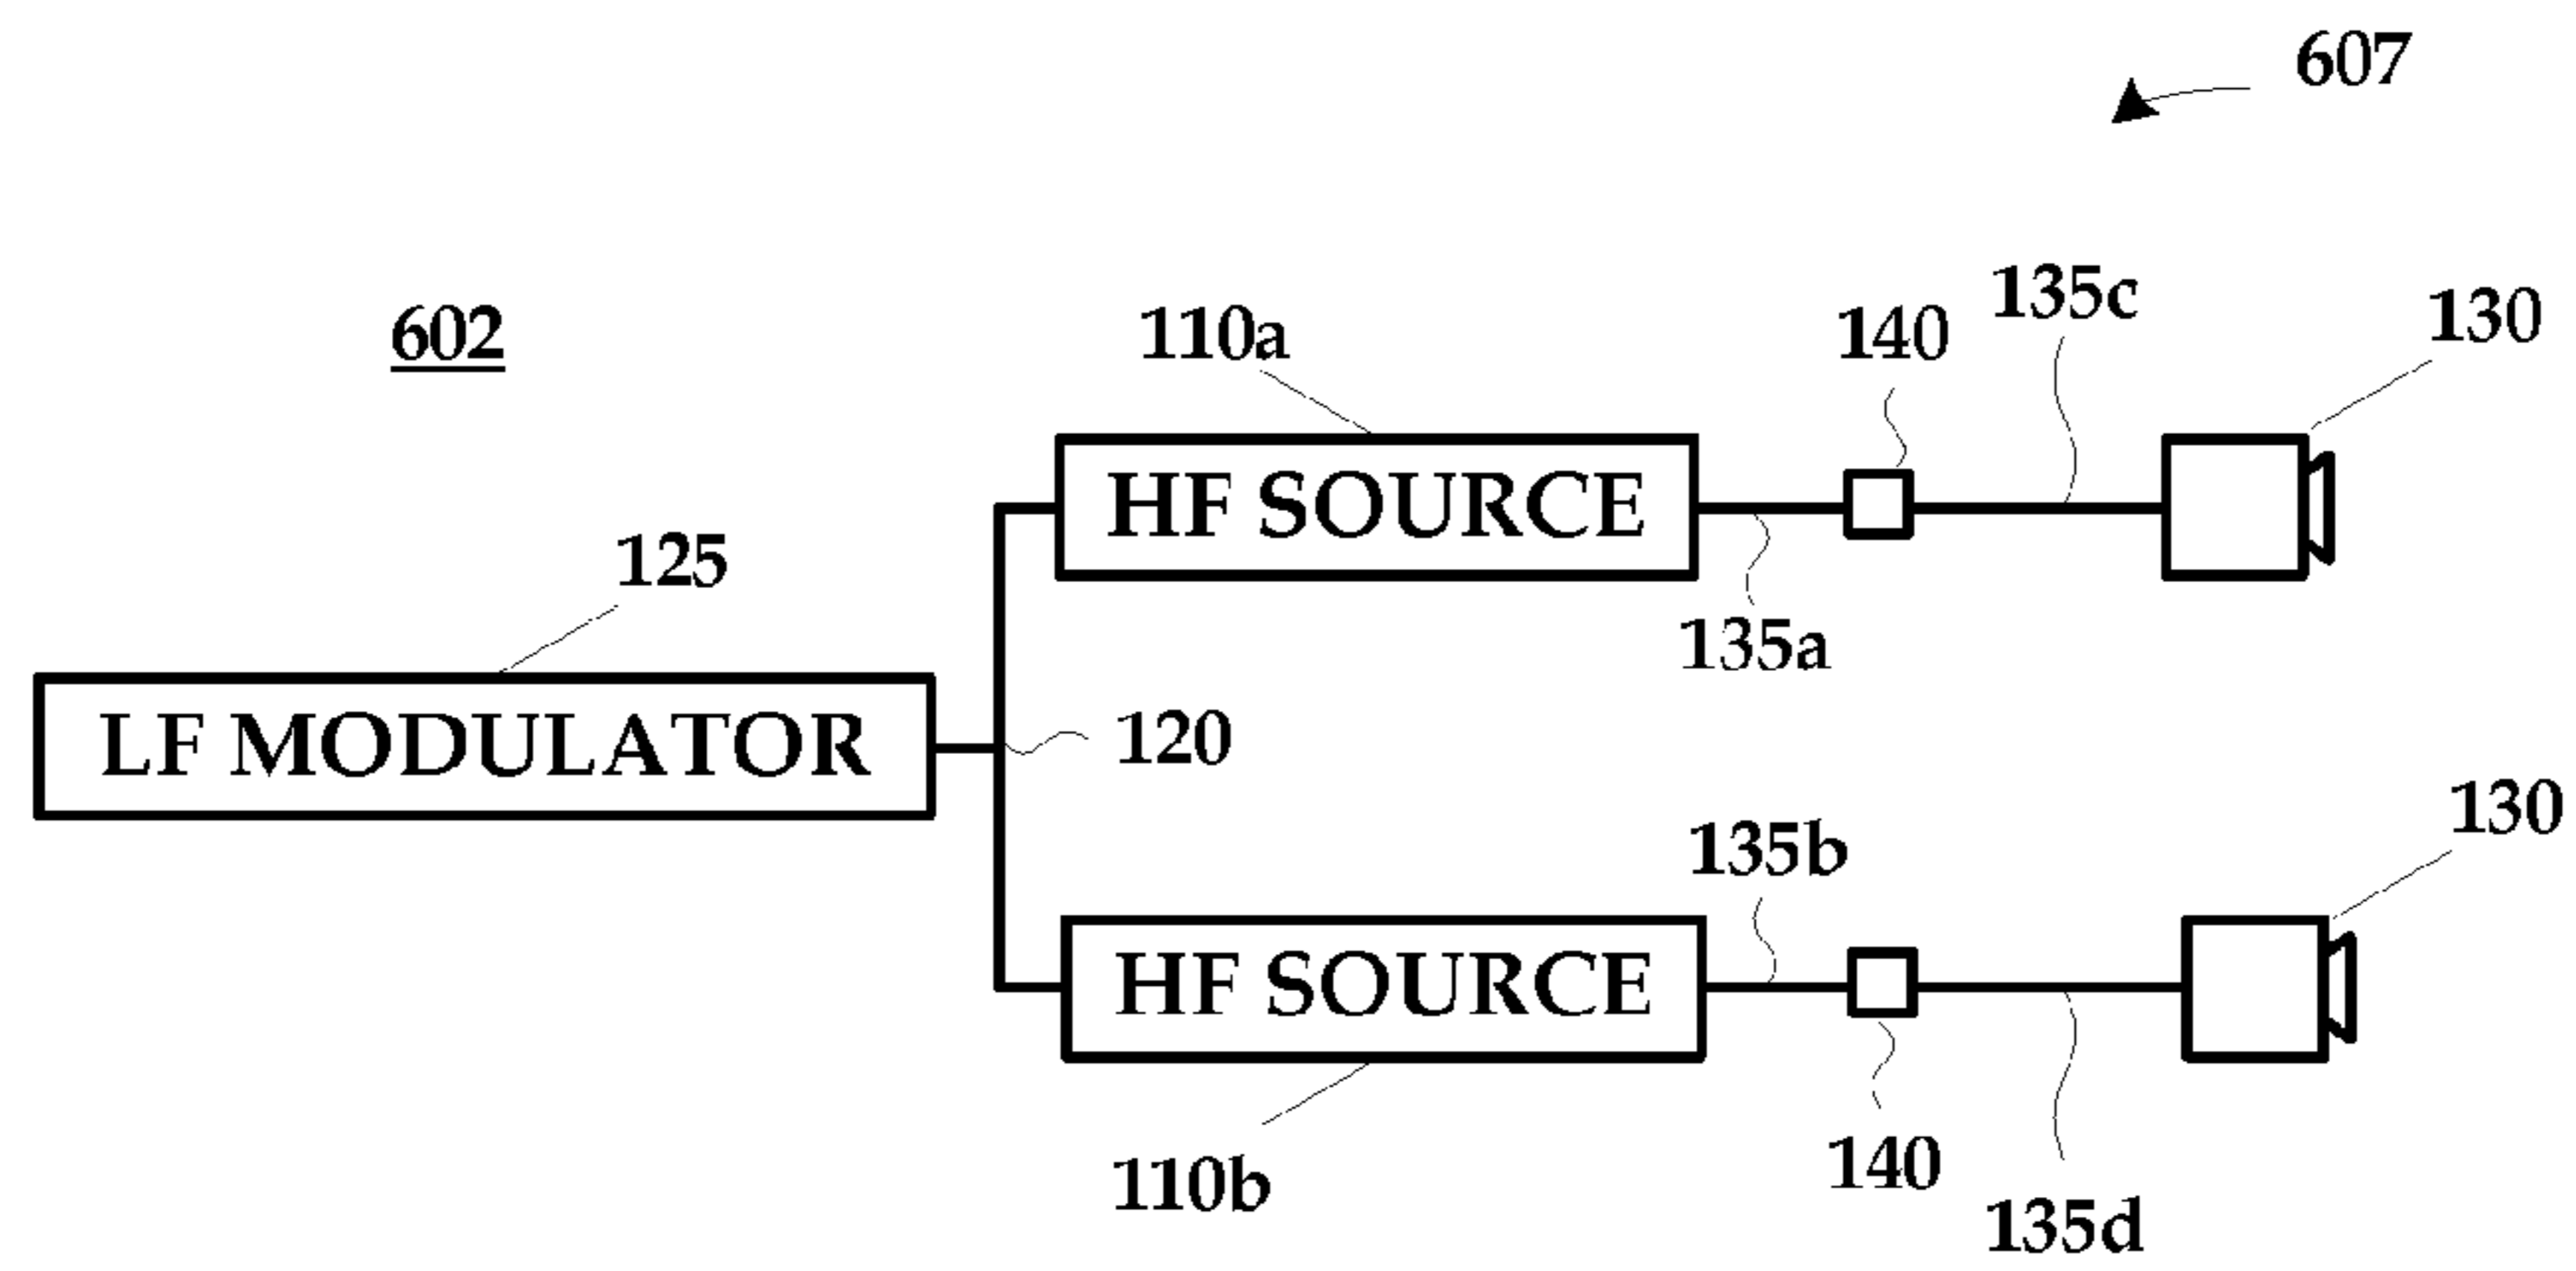 607
602
110a
140
135c
130
HF SOURCE
125
135a
LF MODULATOR
120
135b
130
HF SOURCE
110b
140
135d